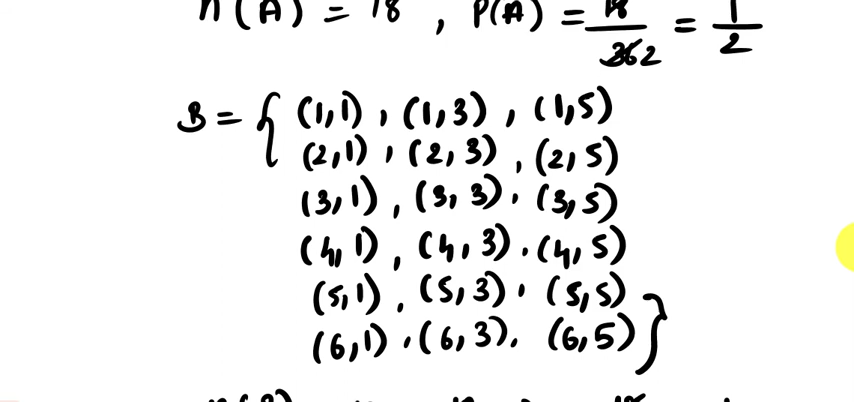 n(A) = 18 , P(A) = 18/362 = 1/2
B = { (1,1) , (1,3) , (1,5)
(2,1) , (2,3) , (2,5)
(3,1) , (3,3) . (3,5)
(4,1) , (4,3) . (4,5)
(5,1) , (5,3) . (5,5)
(6,1) . (6,3) . (6,5) }